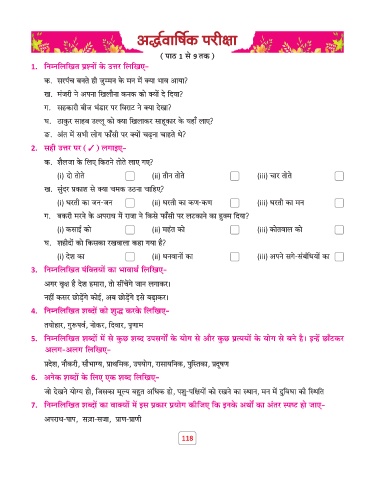 अर्द्धवार्षिक परीक्षा
( पाठ 1 से 9 तक )
1. निम्नलिखित प्रश्नों के उत्तर लिखिए-
क. सरपंच बनते ही जुम्मन के मन में क्या भाव आया?
ख. मंजरी ने अपना खिलौना कनक को क्यों दे दिया?
ग. सहकारी बीज भंडार पर विराट ने क्या देखा?
घ. ठाकुर साहब उल्लू को क्या खिलाकर साहूकार के यहाँ लाए?
ङ. अंत में सभी लोग फाँसी पर क्यों चढ़ना चाहते थे?
2. सही उत्तर पर ( ✓ ) लगाइए-
क. शैलजा के लिए कितने तोते लाए गए?
(i) दो तोते (ii) तीन तोते (iii) चार तोते
ख. सुंदर प्रकाश से क्या चमक उठना चाहिए?
(i) धरती का जन-जन (ii) धरती का कण-कण (iii) धरती का मन
ग. बकरी मरने के अपराध में राजा ने किसे फाँसी पर लटकाने का हुक्म दिया?
(i) कसाई को (ii) महंत को (iii) कोतवाल को
घ. शहीदों को किसका रखवाला कहा गया है?
(i) देश का (ii) धनवानों का (iii) अपने सगे-संबंधियों का
3. निम्नलिखित पंक्तियों का भावार्थ लिखिए-
अगर वृक्ष है देश हमारा, तो सींचेंगे जान लगाकर।
नहीं कसर छोड़ेंगे कोई, अब छोड़ेंगे इसे बढ़ाकर।
4. निम्नलिखित शब्दों को शुद्ध करके लिखिए-
तयोहार, गुरूपर्व, नोकर, दिवार, पृणाम
5. निम्नलिखित शब्दों में से कुछ शब्द उपसर्गों के योग से और कुछ प्रत्ययों के योग से बने हैं। इन्हें छाँटकर
अलग-अलग लिखिए-
प्रदेश, नौकरी, सौभाग्य, प्राथमिक, उपयोग, रासायनिक, पुस्तिका, प्रदूषण
6. अनेक शब्दों के लिए एक शब्द लिखिए-
जो देखने योग्य हो, जिसका मूल्य बहुत अधिक हो, पशु-पक्षियों को रखने का स्थान, मन में दुविधा की स्थिति
7. निम्नलिखित शब्दों का वाक्यों में इस प्रकार प्रयोग कीजिए कि इनके अर्थों का अंतर स्पष्ट हो जाए-
अपराध-पाप, सज़ा-सजा, प्राण-प्राणी
118